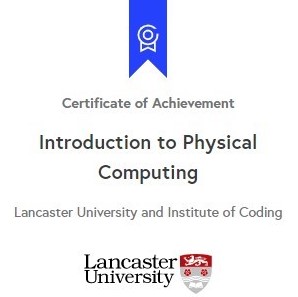 Certificate of Achievement
Introduction to Physical
Computing
Lancaster University and Institute of Coding
Lancaster
University